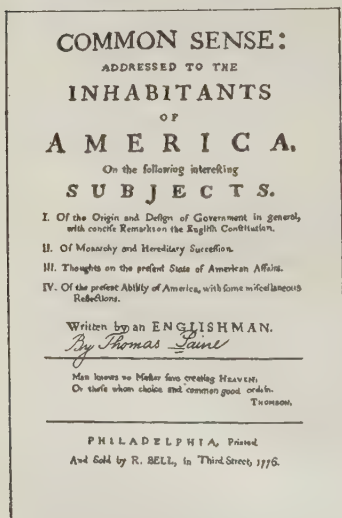 COMMON SENSE:
ADDRESSED TO THE
INHABITANTS
OF
AMERICA,
On the following interesting
SUBJECTS.
I. Of the Origin and Design of Government in general,
with concise Remarks on the English Constitution.
II. Of Monarchy and Hereditary Succession.
III. Thoughts on the present State of American Affairs.
IV. Of the present Ability of America, with some miscellaneous
Reflections.
Written by an ENGLISHMAN.
By Thomas Paine
Man knows no Master save creating HEAVEN,
Or those whom choice and common good ordain.
THOMSON.
PHILADELPHIA, Printed
And Sold by R. BELL, in Third Street, 1776.